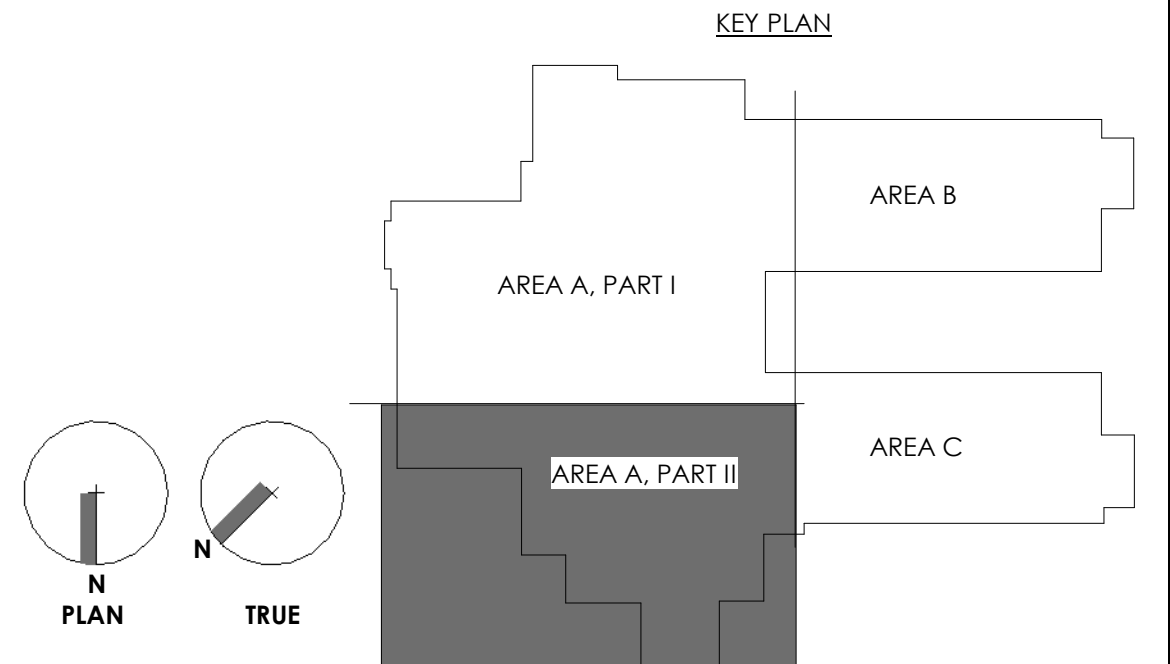 KEY PLAN
AREA B
AREA A, PART I
AREA C
AREA A, PART II
N
PLAN
N
TRUE